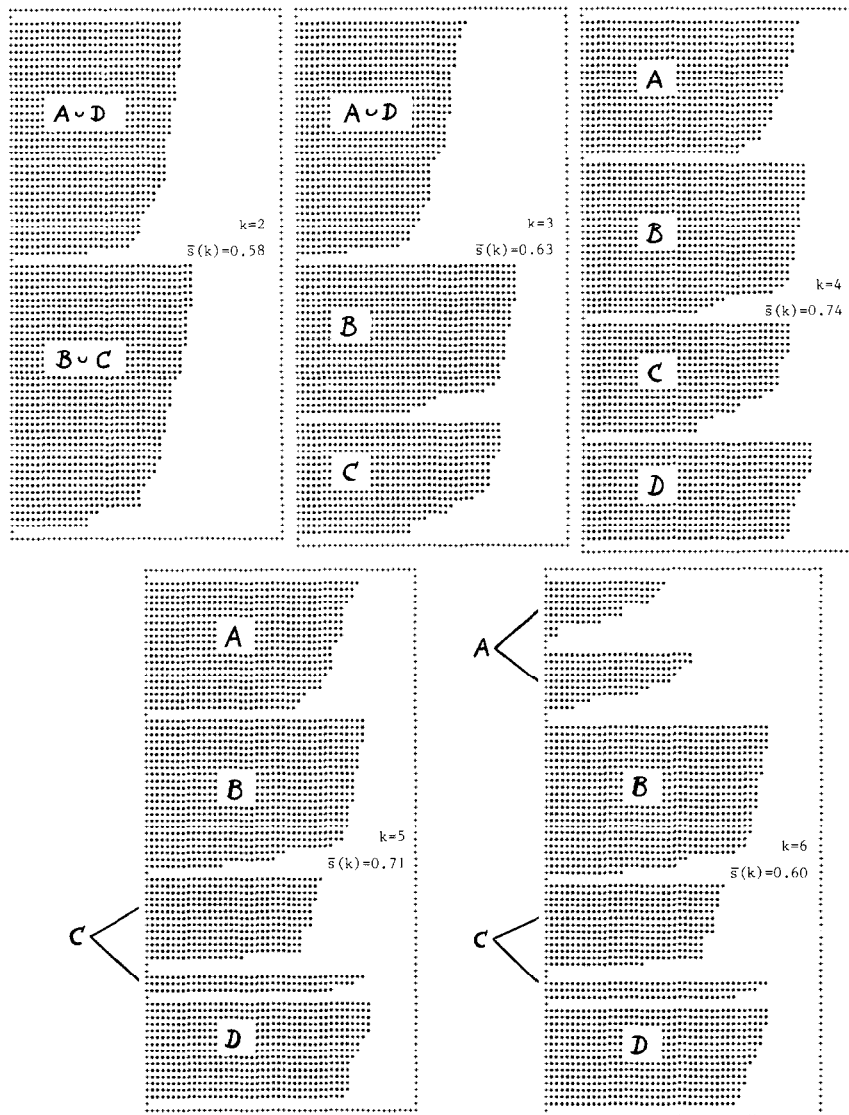 A ∪ D
k=2
s̄(k)=0.58
B ∪ C
A ∪ D
k=3
s̄(k)=0.63
B
C
A
B
k=4
s̄(k)=0.74
C
D
A
B
k=5
s̄(k)=0.71
C
D
A
B
k=6
s̄(k)=0.60
C
D